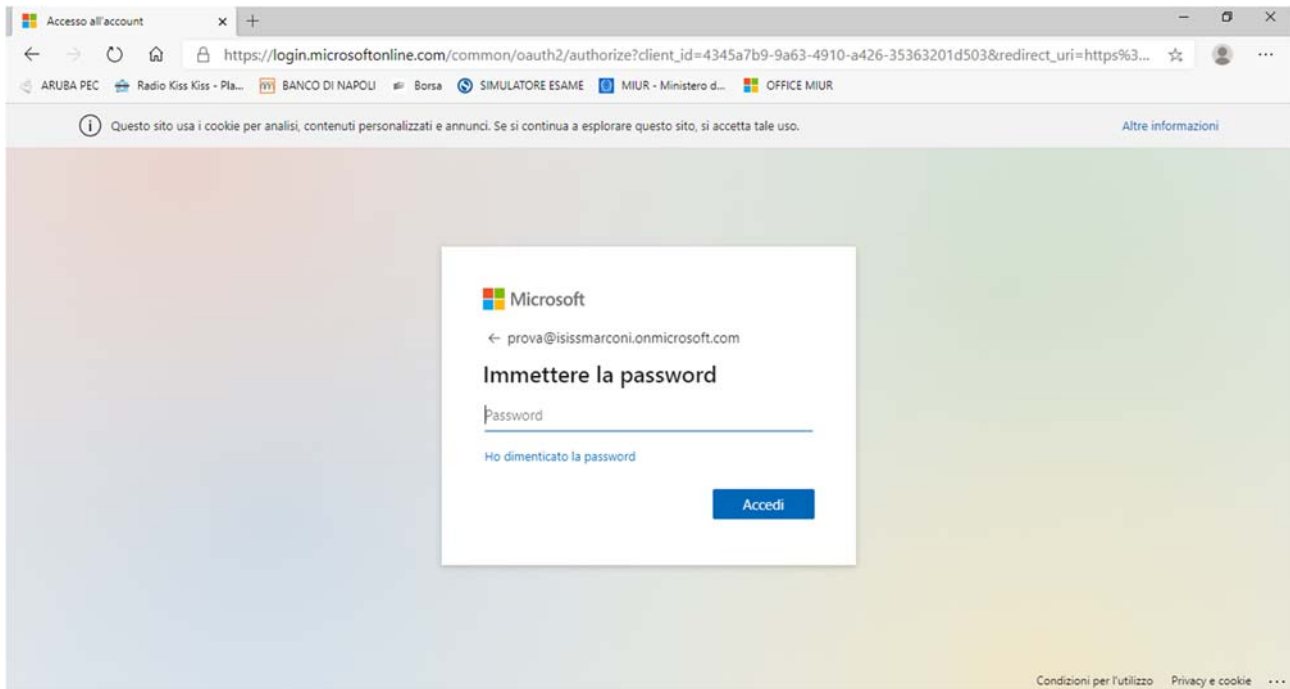 Accesso all'account
https://login.microsoftonline.com/common/oauth2/authorize?client_id=4345a7b9-9a63-4910-a426-35363201d503&redirect_uri=https%3...
ARUBA PEC Radio Kiss Kiss - Pla... BANCO DI NAPOLI Borsa SIMULATORE ESAME MIUR - Ministero d... OFFICE MIUR
Questo sito usa i cookie per analisi, contenuti personalizzati e annunci. Se si continua a esplorare questo sito, si accetta tale uso. Altre informazioni
Microsoft
prova@isissmarconi.onmicrosoft.com
Immettere la password
Password
Ho dimenticato la password
Accedi
Condizioni per l'utilizzo Privacy e cookie ...